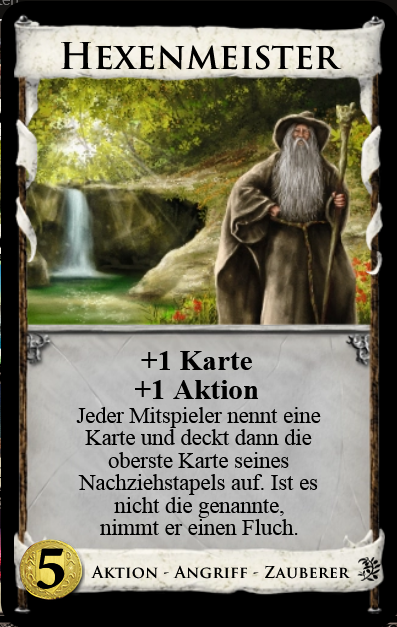 HEXENMEISTER
+1 Karte
+1 Aktion
Jeder Mitspieler nennt eine
Karte und deckt dann die
oberste Karte seines
Nachziehstapels auf. Ist es
nicht die genannte,
nimmt er einen Fluch.
5 AKTION - ANGRIFF - ZAUBERER